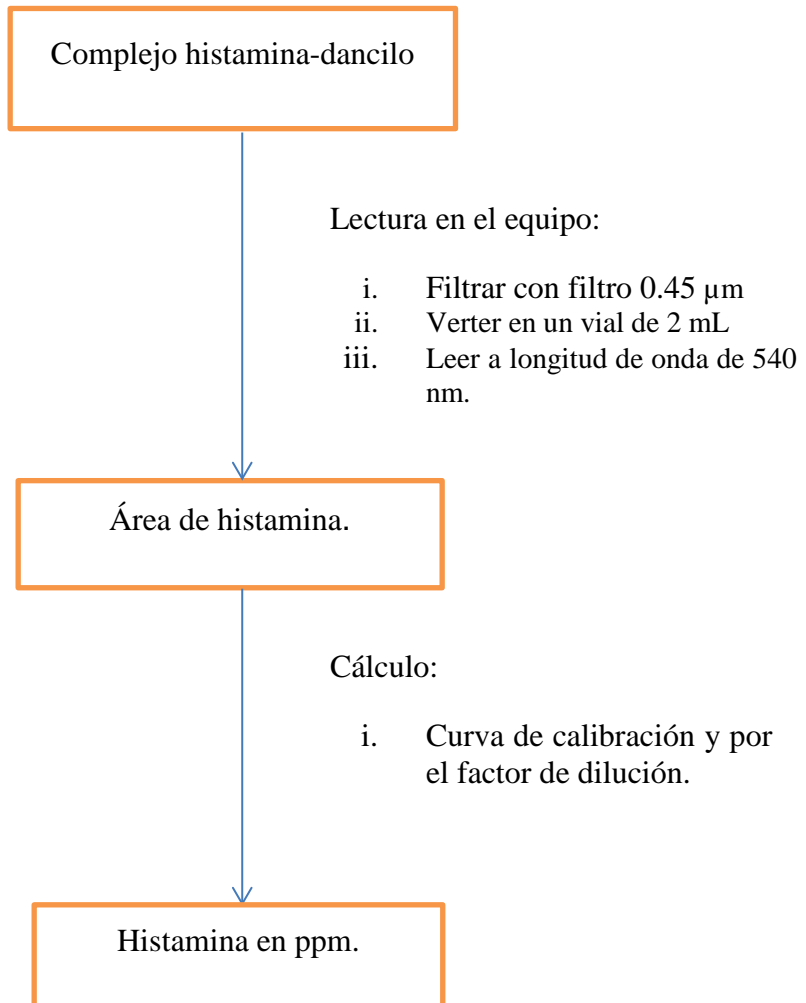 Complejo histamina-dancilo
Lectura en el equipo:
i. Filtrar con filtro 0.45 µm
ii. Verter en un vial de 2 mL
iii. Leer a longitud de onda de 540
nm.
Área de histamina.
Cálculo:
i. Curva de calibración y por
el factor de dilución.
Histamina en ppm.